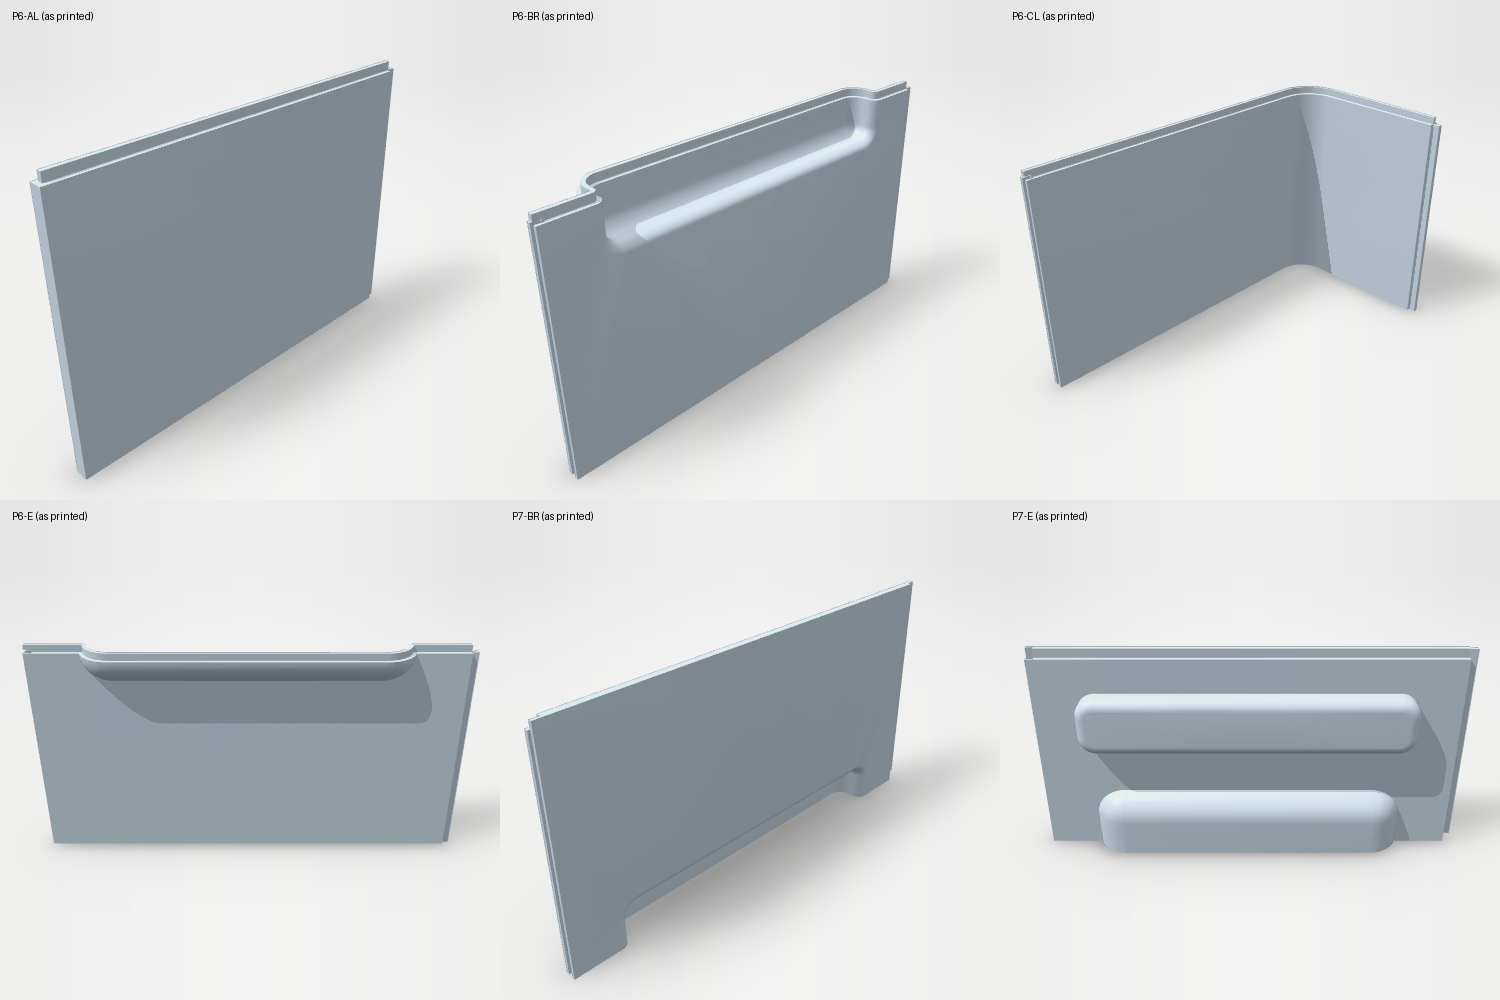 P6-AL (as printed)
P6-BR (as printed)
P6-CL (as printed)
P6-E (as printed)
P7-BR (as printed)
P7-E (as printed)